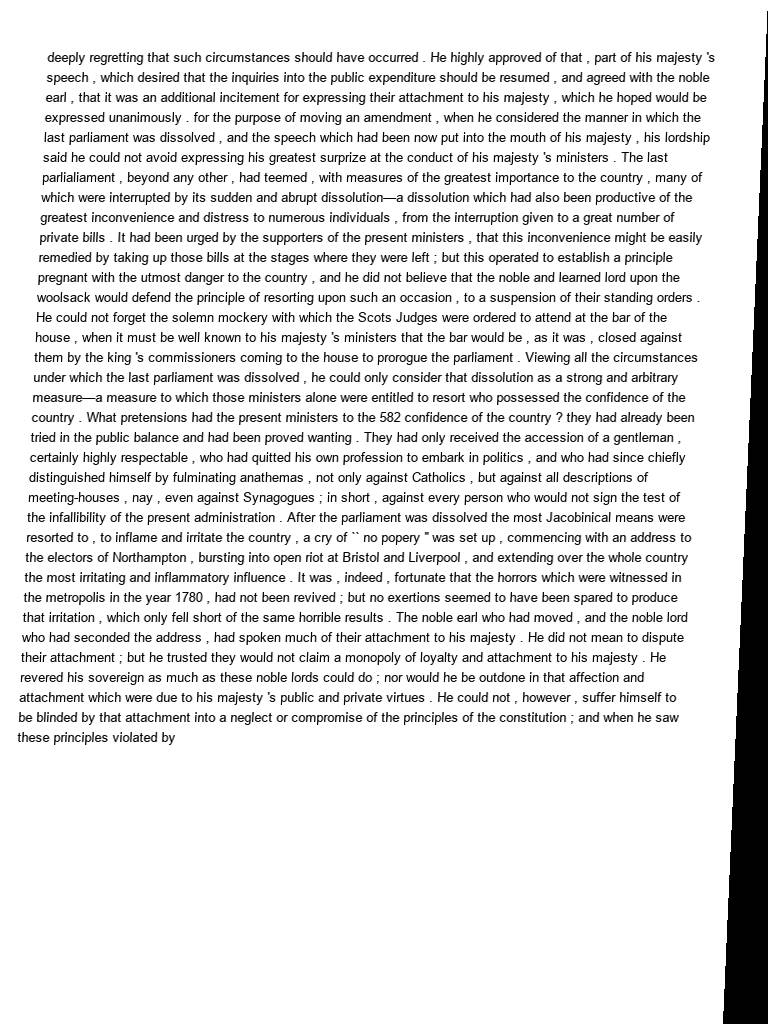 deeply regretting that such circumstances should have occurred . He highly approved of that , part of his majesty 's
speech , which desired that the inquiries into the public expenditure should be resumed , and agreed with the noble
earl , that it was an additional incitement for expressing their attachment to his majesty , which he hoped would be
expressed unanimously . for the purpose of moving an amendment , when he considered the manner in which the
last parliament was dissolved , and the speech which had been now put into the mouth of his majesty , his lordship
said he could not avoid expressing his greatest surprize at the conduct of his majesty 's ministers . The last
parlialiament , beyond any other , had teemed , with measures of the greatest importance to the country , many of
which were interrupted by its sudden and abrupt dissolution—a dissolution which had also been productive of the
greatest inconvenience and distress to numerous individuals , from the interruption given to a great number of
private bills . It had been urged by the supporters of the present ministers , that this inconvenience might be easily
remedied by taking up those bills at the stages where they were left ; but this operated to establish a principle
pregnant with the utmost danger to the country , and he did not believe that the noble and learned lord upon the
woolsack would defend the principle of resorting upon such an occasion , to a suspension of their standing orders .
He could not forget the solemn mockery with which the Scots Judges were ordered to attend at the bar of the
house , when it must be well known to his majesty 's ministers that the bar would be , as it was , closed against
them by the king 's commissioners coming to the house to prorogue the parliament . Viewing all the circumstances
under which the last parliament was dissolved , he could only consider that dissolution as a strong and arbitrary
measure—a measure to which those ministers alone were entitled to resort who possessed the confidence of the
country . What pretensions had the present ministers to the 582 confidence of the country ? they had already been
tried in the public balance and had been proved wanting . They had only received the accession of a gentleman ,
certainly highly respectable , who had quitted his own profession to embark in politics , and who had since chiefly
distinguished himself by fulminating anathemas , not only against Catholics , but against all descriptions of
meeting-houses , nay , even against Synagogues ; in short , against every person who would not sign the test of
the infallibility of the present administration . After the parliament was dissolved the most Jacobinical means were
resorted to , to inflame and irritate the country , a cry of `` no popery '' was set up , commencing with an address to
the electors of Northampton , bursting into open riot at Bristol and Liverpool , and extending over the whole country
the most irritating and inflammatory influence . It was , indeed , fortunate that the horrors which were witnessed in
the metropolis in the year 1780 , had not been revived ; but no exertions seemed to have been spared to produce
that irritation , which only fell short of the same horrible results . The noble earl who had moved , and the noble lord
who had seconded the address , had spoken much of their attachment to his majesty . He did not mean to dispute
their attachment ; but he trusted they would not claim a monopoly of loyalty and attachment to his majesty . He
revered his sovereign as much as these noble lords could do ; nor would he be outdone in that affection and
attachment which were due to his majesty 's public and private virtues . He could not , however , suffer himself to
be blinded by that attachment into a neglect or compromise of the principles of the constitution ; and when he saw
these principles violated by